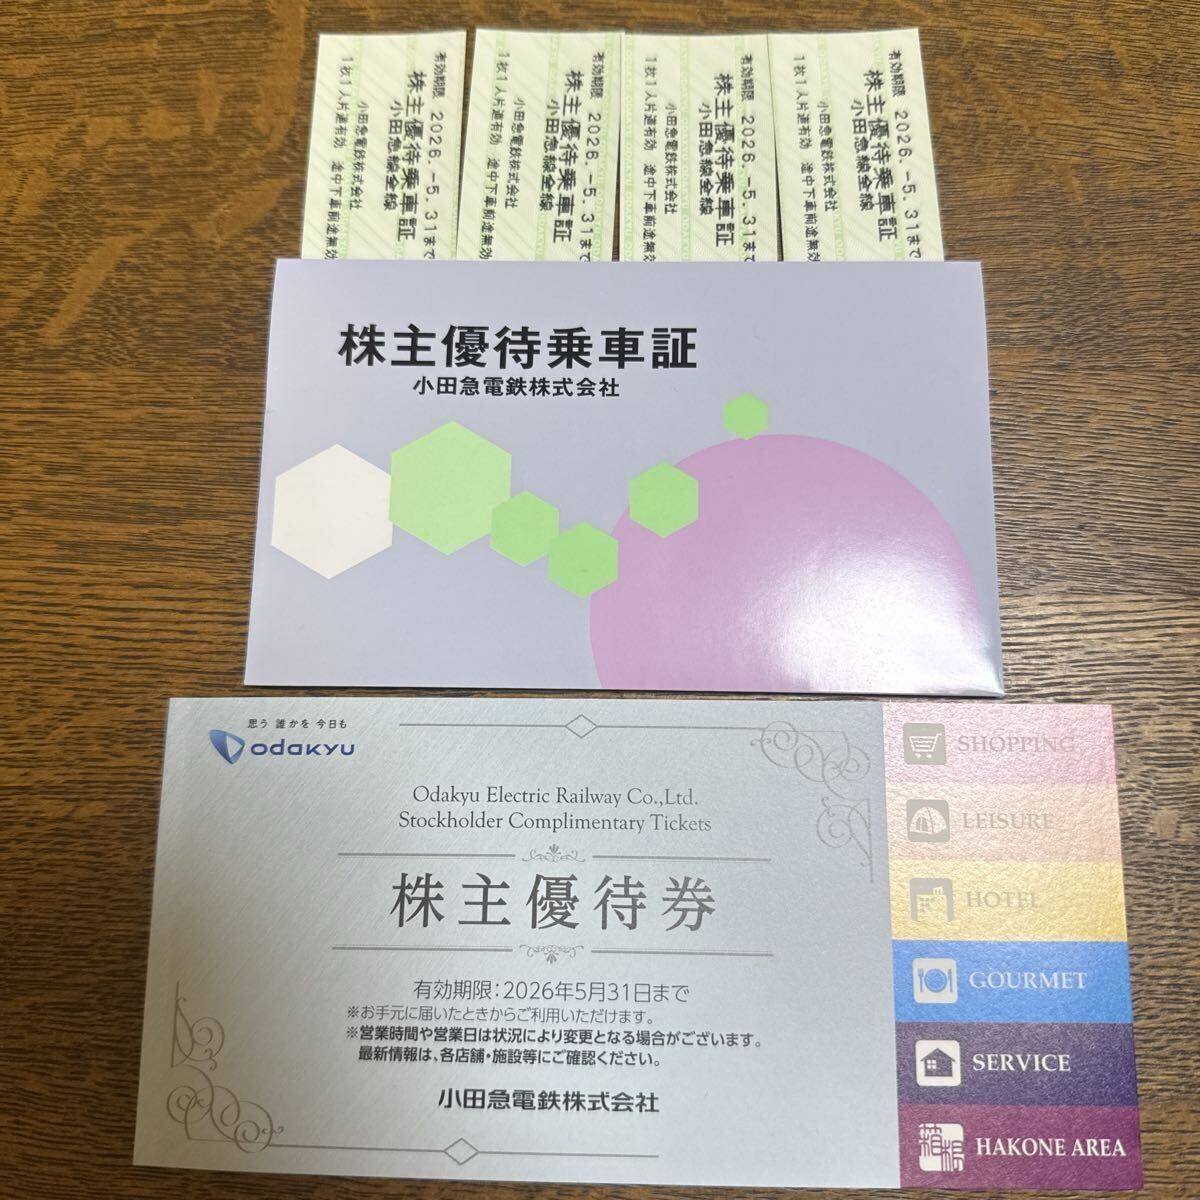 有効期限 2026.-5.31まで
株主優待乗車証
小田急線全線
小田急電鉄株式会社
1枚1人片道有効 途中下車前途無効
有効期限 2026.-5.31まで
株主優待乗車証
小田急線全線
小田急電鉄株式会社
1枚1人片道有効 途中下車前途無効
有効期限 2026.-5.31まで
株主優待乗車証
小田急線全線
小田急電鉄株式会社
1枚1人片道有効 途中下車前途無効
有効期限 2026.-5.31まで
株主優待乗車証
小田急線全線
小田急電鉄株式会社
1枚1人片道有効 途中下車前途無効
株主優待乗車証
小田急電鉄株式会社
思う 誰かを 今日も
odakyu
Odakyu Electric Railway Co.,Ltd.
Stockholder Complimentary Tickets
株主優待券
有効期限:2026年5月31日まで
※お手元に届いたときからご利用いただけます。
※営業時間や営業日は状況により変更となる場合がございます。
最新情報は、各店舗・施設等にご確認ください。
小田急電鉄株式会社
SHOPPING
LEISURE
HOTEL
GOURMET
SERVICE
箱根
HAKONE AREA